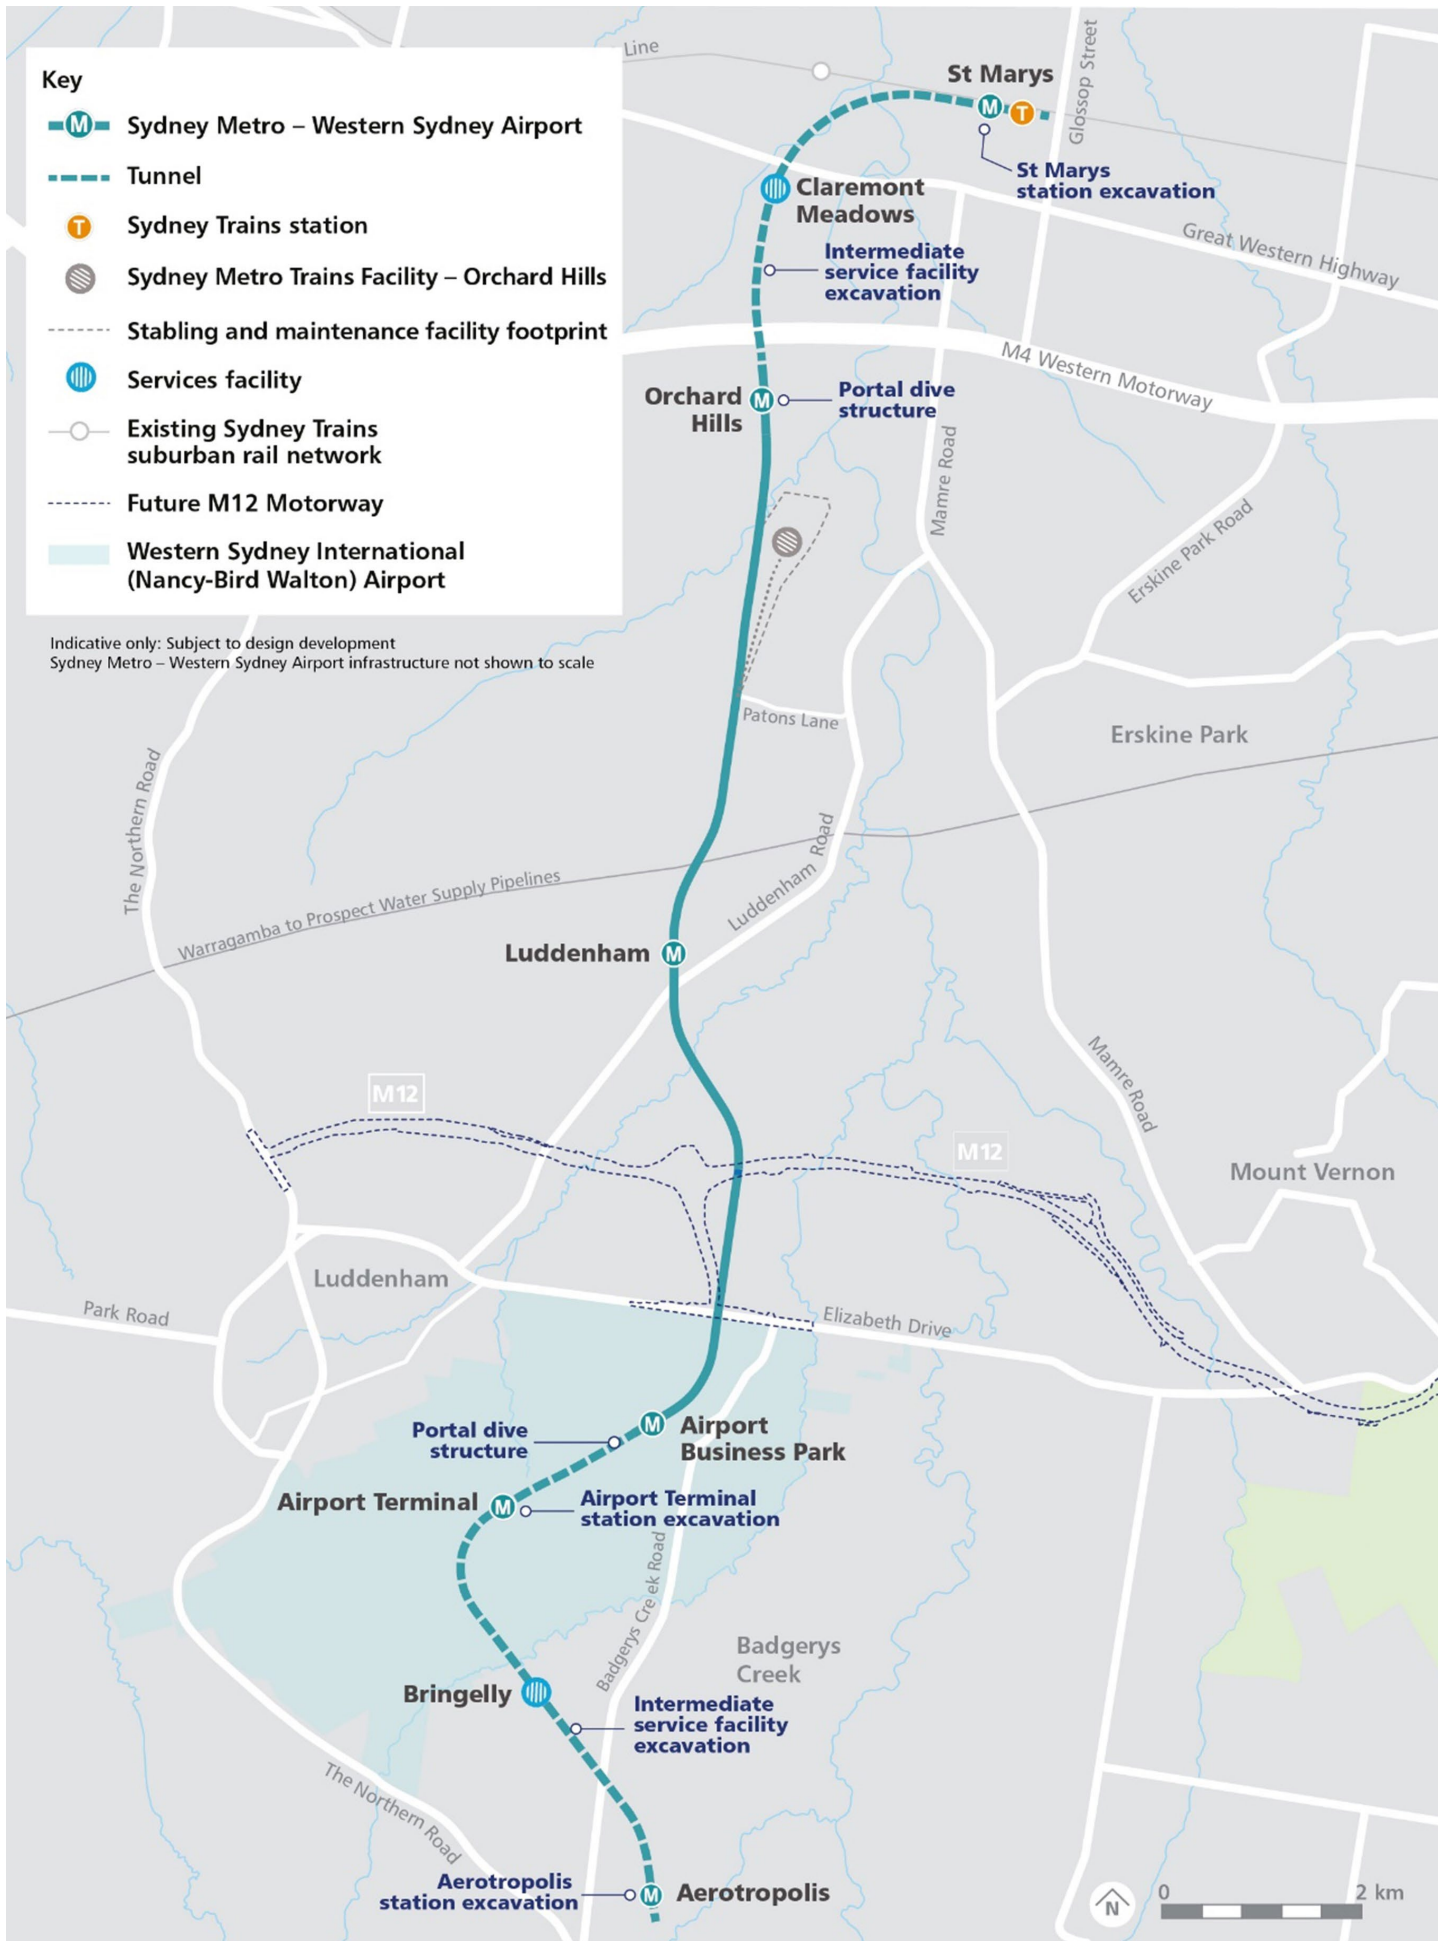 Key
M
Sydney Metro – Western Sydney Airport
Tunnel
T
Sydney Trains station
Sydney Metro Trains Facility – Orchard Hills
Stabling and maintenance facility footprint
Services facility
Existing Sydney Trains
suburban rail network
Future M12 Motorway
Western Sydney International
(Nancy-Bird Walton) Airport
Indicative only: Subject to design development
Sydney Metro – Western Sydney Airport infrastructure not shown to scale
Line
St Marys
M
T
Glossop Street
St Marys
station excavation
Claremont
Meadows
Great Western Highway
Intermediate
service facility
excavation
M4 Western Motorway
Orchard
Hills
M
Portal dive
structure
Mamre Road
Erskine Park Road
Patons Lane
Erskine Park
The Northern Road
Luddenham Road
Warragamba to Prospect Water Supply Pipelines
Luddenham
M
Mamre Road
M12
M12
Mount Vernon
Luddenham
Park Road
Elizabeth Drive
Portal dive
structure
M
Airport
Business Park
Airport Terminal
M
Airport Terminal
station excavation
Badgerys Creek Road
Badgerys
Creek
Bringelly
Intermediate
service facility
excavation
The Northern Road
Aerotropolis
station excavation
M
Aerotropolis
N
0
2 km